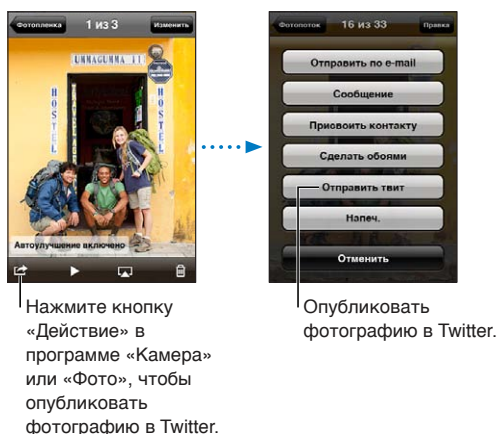 Фотопленка
1 из 3
Изменить
UMMAGUMMA II
HOSTEL
HOSTEL
Автоулучшение включено
Фотопоток
16 из 33
Правка
Отправить по e-mail
Сообщение
Присвоить контакту
Сделать обоями
Отправить твит
Напеч.
Отменить
Нажмите кнопку
«Действие» в
программе «Камера»
или «Фото», чтобы
опубликовать
фотографию в Twitter.
Опубликовать
фотографию в Twitter.